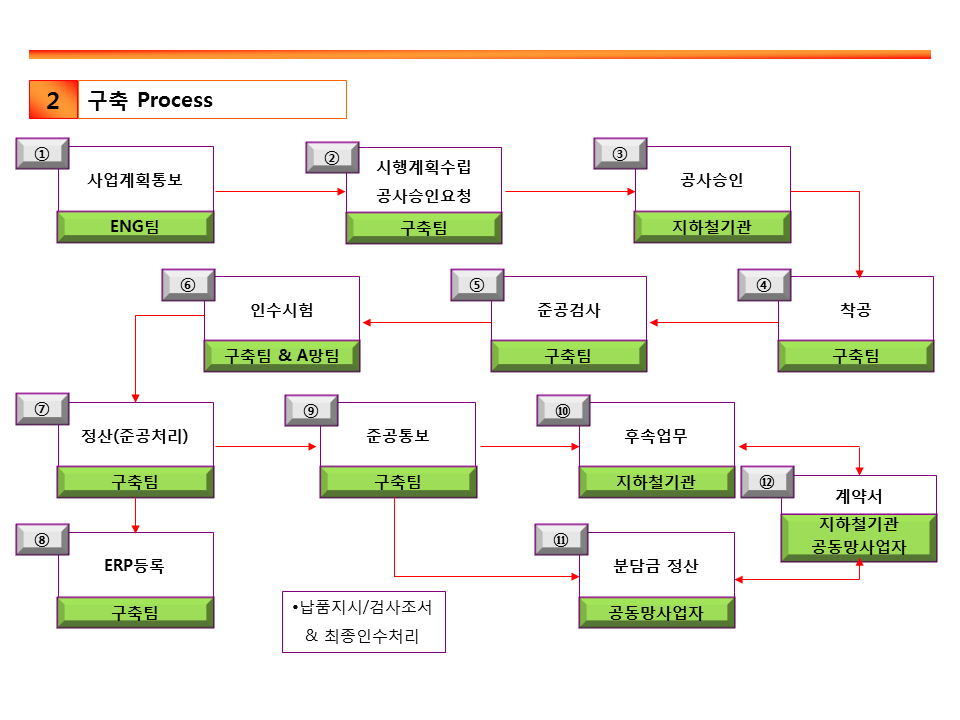 2
구축 Process
①
사업계획통보
ENG팀
②
시행계획수립
공사승인요청
구축팀
③
공사승인
지하철기관
④
착공
구축팀
⑤
준공검사
구축팀
⑥
인수시험
구축팀 & A망팀
⑦
정산(준공처리)
구축팀
⑧
ERP등록
구축팀
⑨
준공통보
구축팀
⑩
후속업무
지하철기관
⑪
분담금 정산
공동망사업자
⑫
계약서
지하철기관
공동망사업자
•납품지시/검사조서
& 최종인수처리